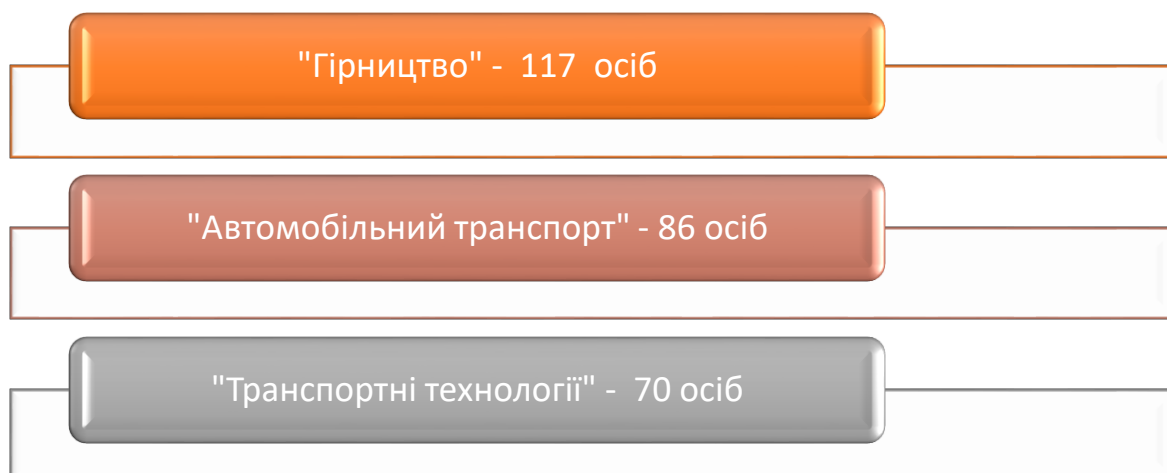 "Гірництво" - 117 осіб
"Автомобільний транспорт" - 86 осіб
"Транспортні технології" - 70 осіб